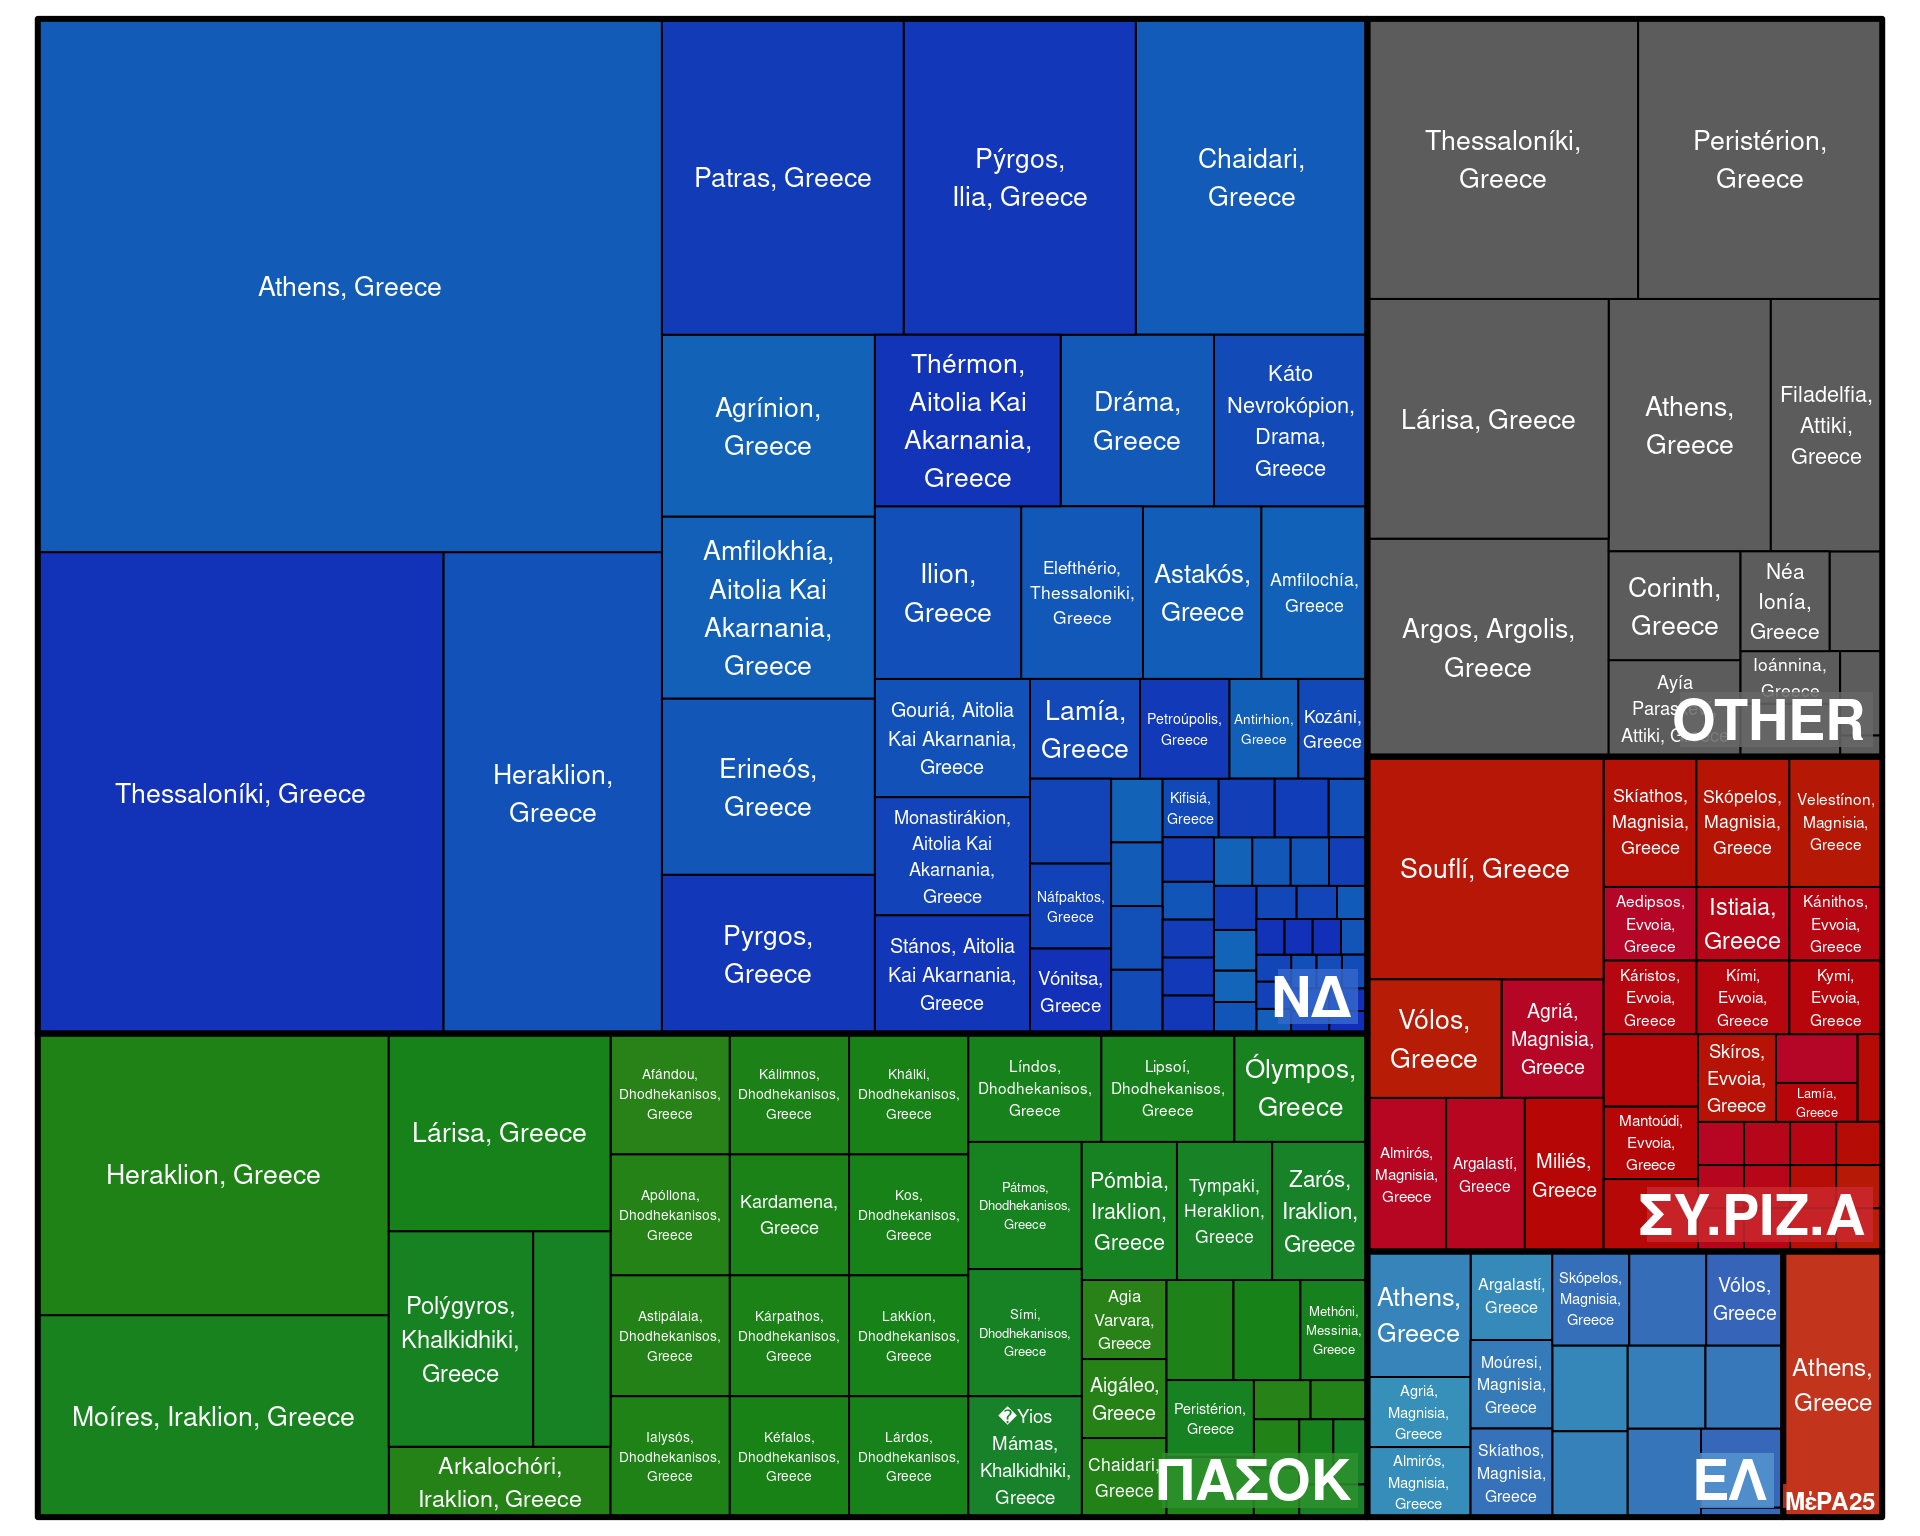 Athens, Greece
Thessaloníki, Greece
Heraklion,
Greece
Patras, Greece
Pýrgos,
Ilia, Greece
Chaidari,
Greece
Agrínion,
Greece
Thérmon,
Aitolia Kai
Akarnania,
Greece
Dráma,
Greece
Káto
Nevrokópion,
Drama,
Greece
Amfilokhía,
Aitolia Kai
Akarnania,
Greece
Ilion,
Greece
Elefthério,
Thessaloniki,
Greece
Astakós,
Greece
Amfilochía,
Greece
Erineós,
Greece
Pyrgos,
Greece
Gouriá, Aitolia
Kai Akarnania,
Greece
Monastirákion,
Aitolia Kai
Akarnania,
Greece
Stános, Aitolia
Kai Akarnania,
Greece
Lamía,
Greece
Petroúpolis,
Greece
Antirhion,
Greece
Kozáni,
Greece
Kifisiá,
Greece
Náfpaktos,
Greece
Vónitsa,
Greece
ΝΔ
Thessaloníki,
Greece
Peristérion,
Greece
Lárisa, Greece
Athens,
Greece
Filadelfia,
Attiki,
Greece
Argos, Argolis,
Greece
Corinth,
Greece
Néa
Ionía,
Greece
Ioánnina,
Greece
Ayía
Attiki,
OTHER
Souflí, Greece
Skíathos,
Magnisia,
Greece
Skópelos,
Magnisia,
Greece
Velestínon,
Magnisia,
Greece
Aedipsos,
Evvoia,
Greece
Istiaia,
Greece
Kánithos,
Evvoia,
Greece
Káristos,
Evvoia,
Greece
Kími,
Evvoia,
Greece
Kymi,
Evvoia,
Greece
Vólos,
Greece
Agriá,
Magnisia,
Greece
Skíros,
Evvoia,
Greece
Lamía,
Greece
Mantoúdi,
Evvoia,
Greece
Almirós,
Magnisia,
Greece
Argalastí,
Greece
Miliés,
Greece
ΣΥ.ΡΙΖ.Α
Heraklion, Greece
Moíres, Iraklion, Greece
Lárisa, Greece
Polýgyros,
Khalkidhiki,
Greece
Arkalochóri,
Iraklion, Greece
Afándou,
Dhodhekanisos,
Greece
Kálimnos,
Dhodhekanisos,
Greece
Khálki,
Dhodhekanisos,
Greece
Apóllona,
Dhodhekanisos,
Greece
Kardamena,
Greece
Kos,
Dhodhekanisos,
Greece
Astipálaia,
Dhodhekanisos,
Greece
Kárpathos,
Dhodhekanisos,
Greece
Lakkíon,
Dhodhekanisos,
Greece
Ialysós,
Dhodhekanisos,
Greece
Kéfalos,
Dhodhekanisos,
Greece
Lárdos,
Dhodhekanisos,
Greece
Líndos,
Dhodhekanisos,
Greece
Lipsoí,
Dhodhekanisos,
Greece
Ólympos,
Greece
Pátmos,
Dhodhekanisos,
Greece
Pómbia,
Iraklion,
Greece
Tympaki,
Heraklion,
Greece
Zarós,
Iraklion,
Greece
Sími,
Dhodhekanisos,
Greece
Agia
Varvara,
Greece
Methóni,
Messinia,
Greece
Aigáleo,
Greece
Peristérion,
Greece
�Yios
Mámas,
Khalkidhiki,
Greece
Chaidari,
Greece
ΠΑΣΟΚ
Athens,
Greece
Argalastí,
Greece
Skópelos,
Magnisia,
Greece
Vólos,
Greece
Moúresi,
Magnisia,
Greece
Agriá,
Magnisia,
Greece
Almirós,
Magnisia,
Greece
Skíathos,
Magnisia,
Greece
ΕΛ
Athens,
Greece
ΜέΡΑ25